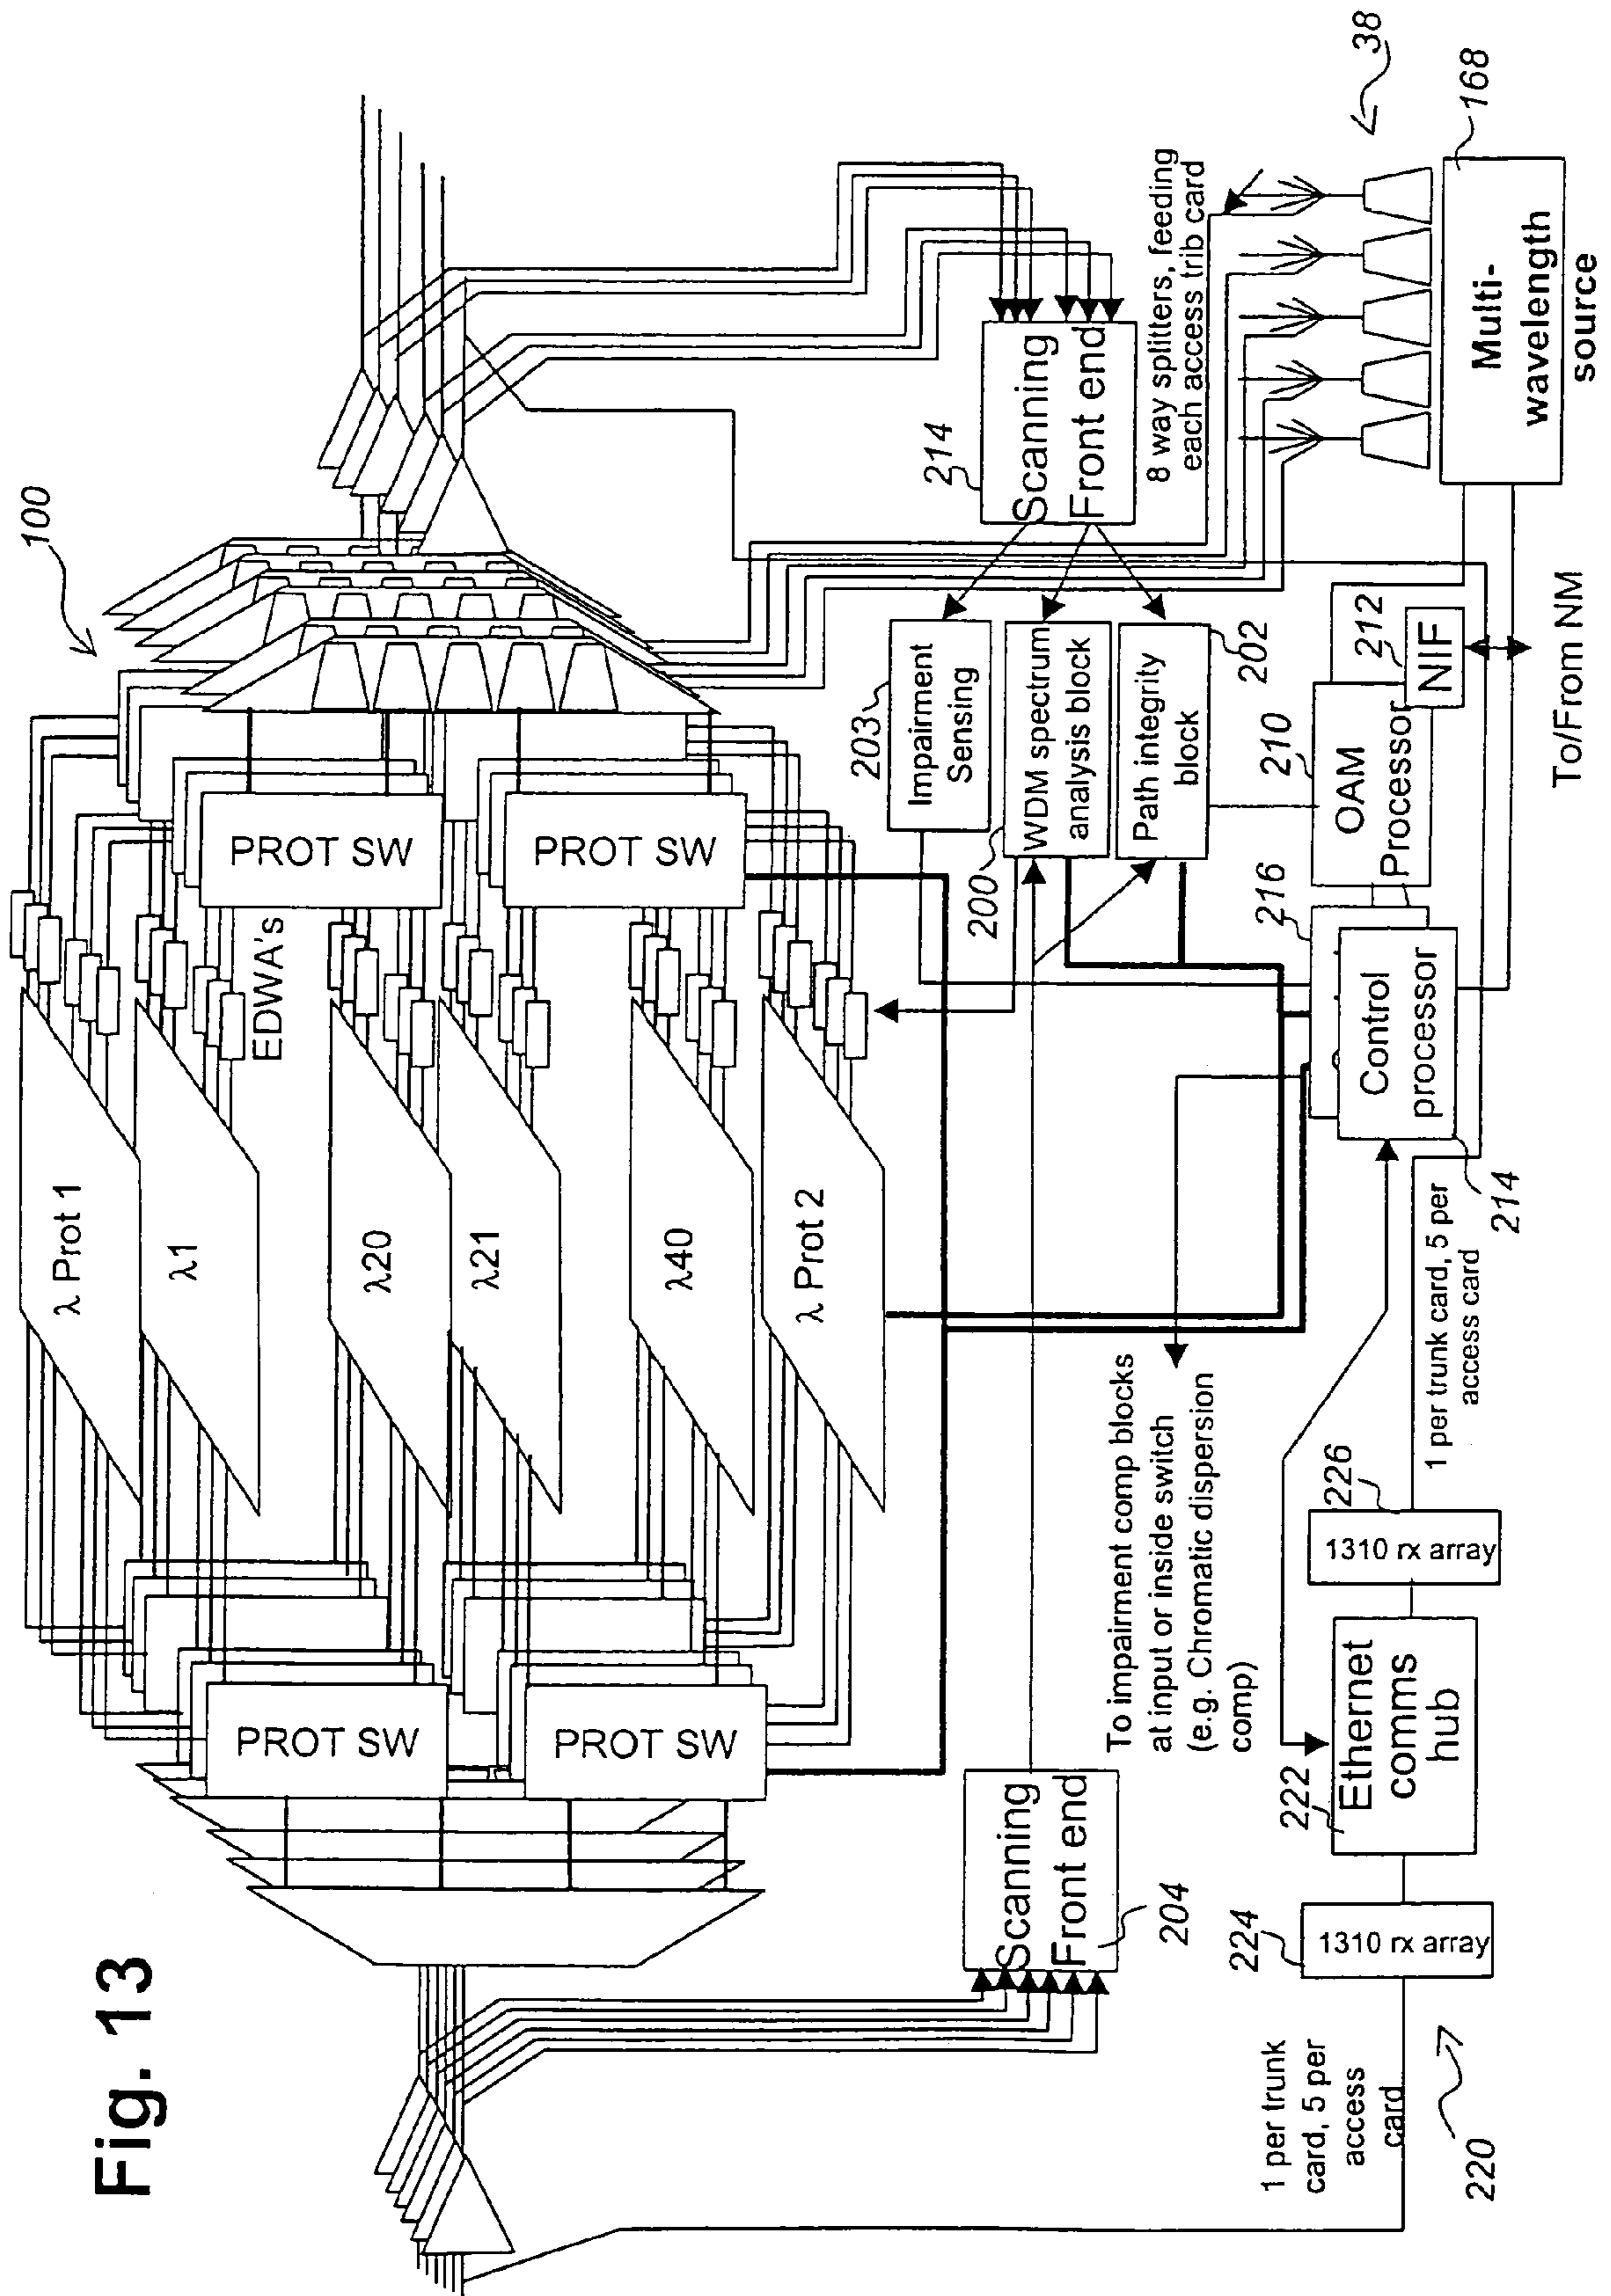 Fig. 13
100
λ Prot 1
λ1
λ20
λ21
λ40
λ Prot 2
EDWA's
PROT SW
PROT SW
PROT SW
PROT SW
Scanning
Front end
204
Scanning
Front end
214
203
Impairment
Sensing
200
WDM spectrum
analysis block
Path integrity
block
202
8 way splitters, feeding
each access trib card
38
168
Multi-
wavelength
source
210
OAM
Processor
212
NIF
To/From NM
216
Control
processor
214
To impairment comp blocks
at input or inside switch
(e.g. Chromatic dispersion
comp)
1 per trunk card, 5 per
access card
226
1310 rx array
222
Ethernet
comms
hub
224
1310 rx array
1 per trunk
card, 5 per
access
card
220